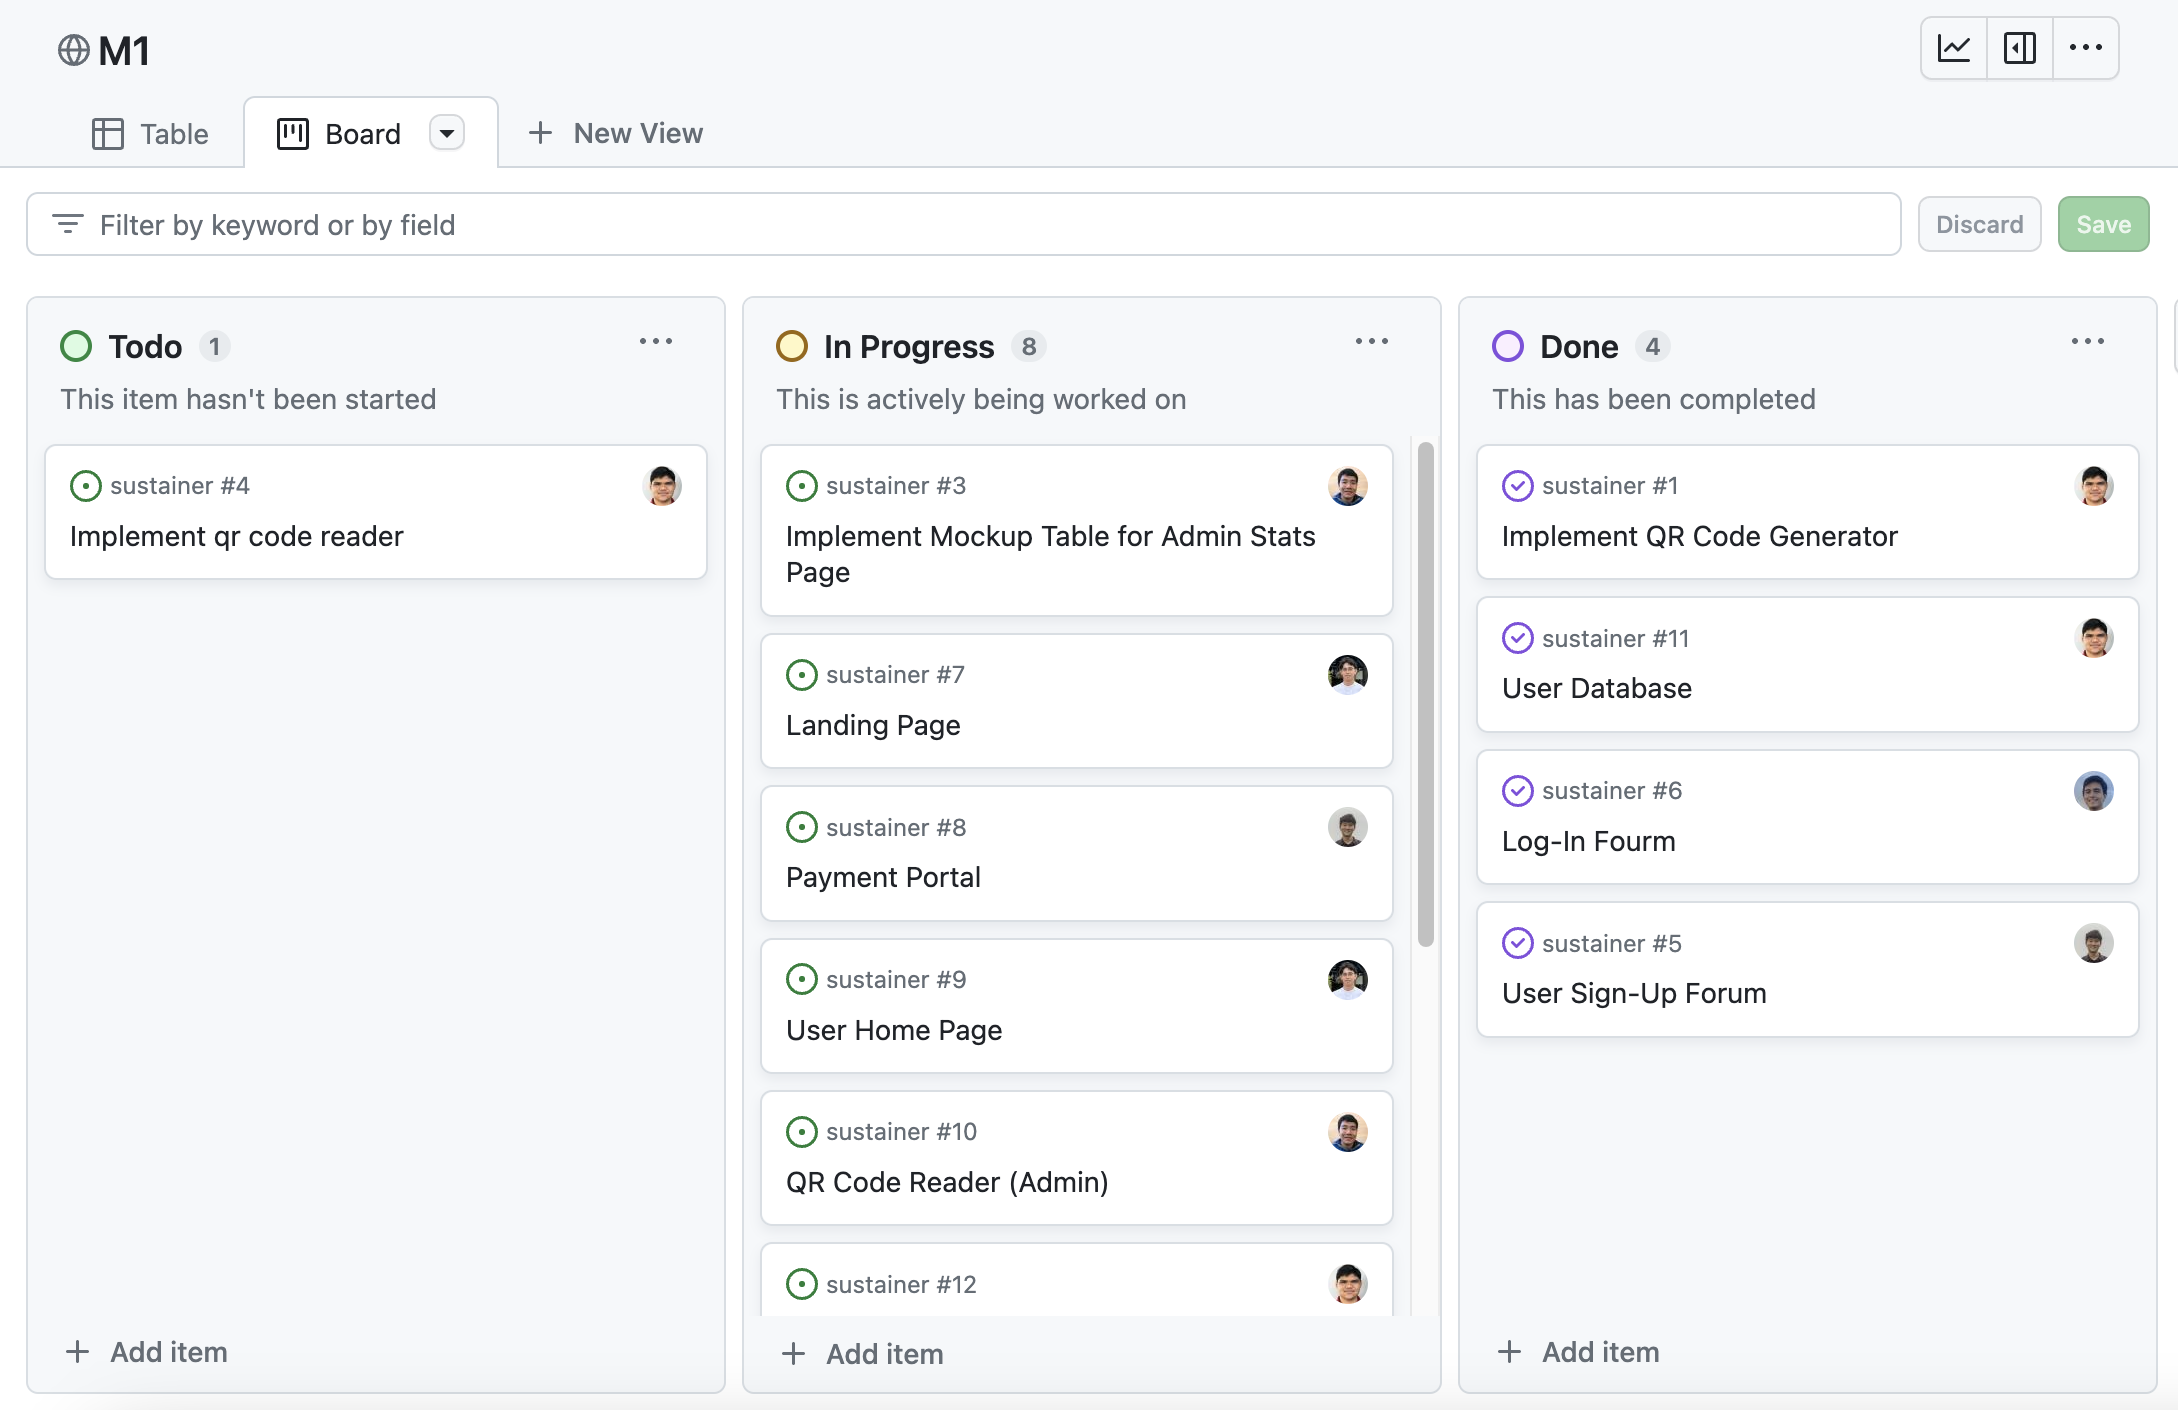 M1
Table
Board
New View
Filter by keyword or by field
Discard
Save
Todo 1
This item hasn't been started
sustainer #4
Implement qr code reader
Add item
In Progress 8
This is actively being worked on
sustainer #3
Implement Mockup Table for Admin Stats
Page
sustainer #7
Landing Page
sustainer #8
Payment Portal
sustainer #9
User Home Page
sustainer #10
QR Code Reader (Admin)
sustainer #12
Add item
Done 4
This has been completed
sustainer #1
Implement QR Code Generator
sustainer #11
User Database
sustainer #6
Log-In Fourm
sustainer #5
User Sign-Up Forum
Add item